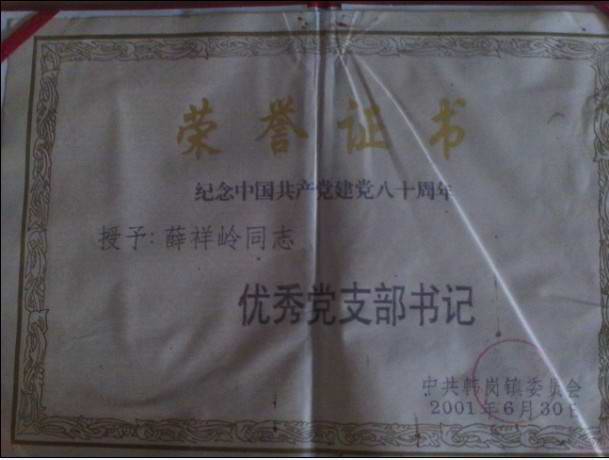 荣誉证书
纪念中国共产党建党八十周年
授予:薛祥岭同志
优秀党支部书记
中共韩岗镇委员会
2001年6月30日